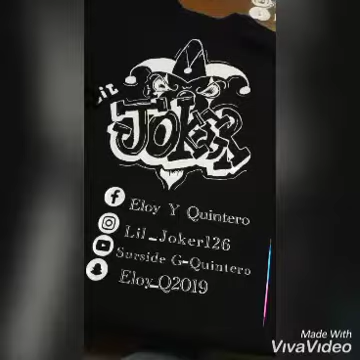 LiL
JOKER
Eloy Y Quintero
Lil_Joker126
Surside G-Quintero
Eloy_Q2019
Made With
VivaVideo